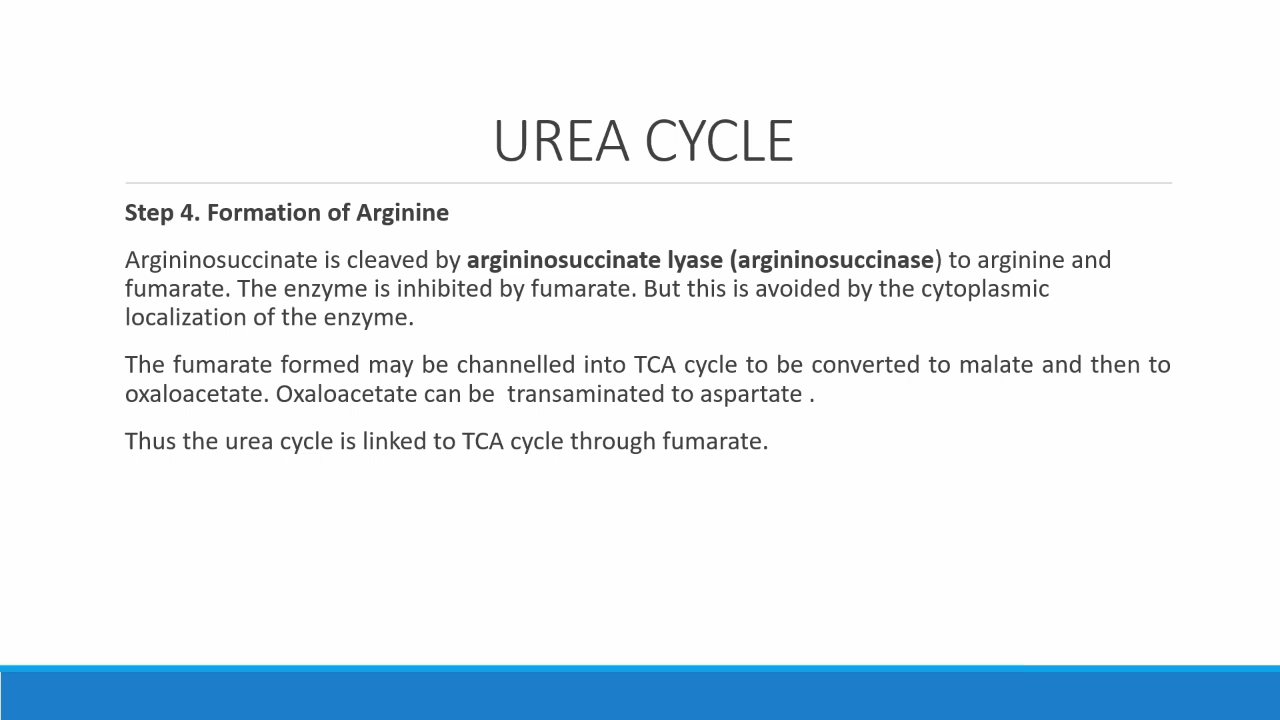 UREA CYCLE
Step 4. Formation of Arginine
Argininosuccinate is cleaved by argininosuccinate lyase (argininosuccinase) to arginine and
fumarate. The enzyme is inhibited by fumarate. But this is avoided by the cytoplasmic
localization of the enzyme.
The fumarate formed may be channelled into TCA cycle to be converted to malate and then to
oxaloacetate. Oxaloacetate can be  transaminated to aspartate .
Thus the urea cycle is linked to TCA cycle through fumarate.